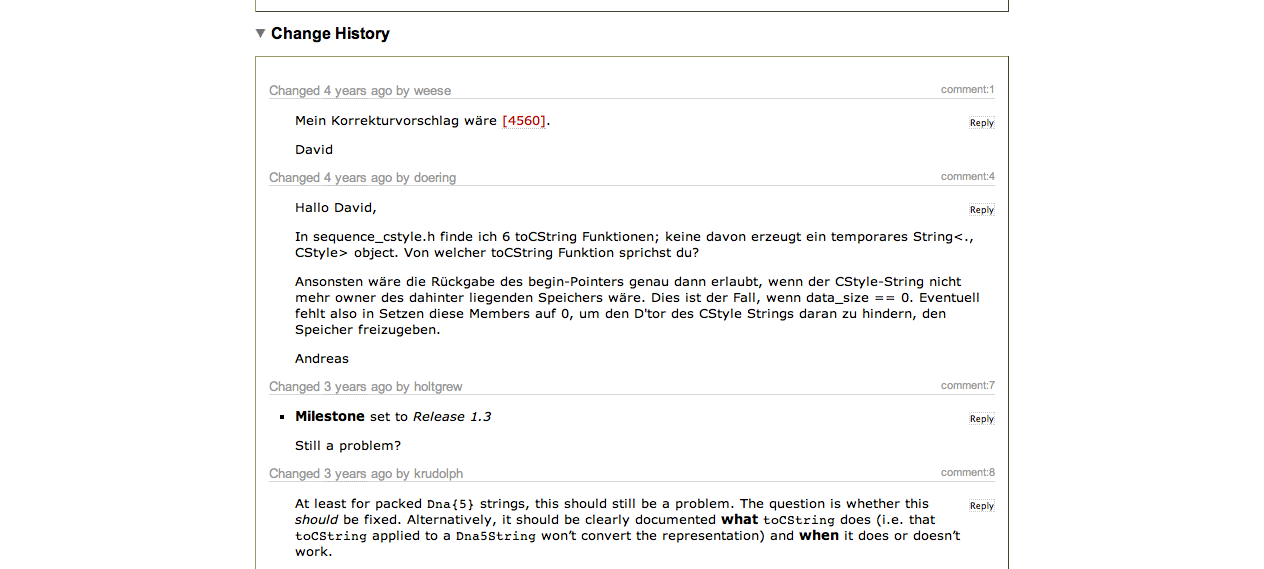 Change History
Changed 4 years ago by weese comment:1
Mein Korrekturvorschlag wäre [4560]. Reply
David
Changed 4 years ago by doering comment:4
Hallo David, Reply
In sequence_cstyle.h finde ich 6 toCString Funktionen; keine davon erzeugt ein temporares String<.,
CStyle> object. Von welcher toCString Funktion sprichst du?
Ansonsten wäre die Rückgabe des begin-Pointers genau dann erlaubt, wenn der CStyle-String nicht
mehr owner des dahinter liegenden Speichers wäre. Dies ist der Fall, wenn data_size == 0. Eventuell
fehlt also in Setzen diese Members auf 0, um den D'tor des CStyle Strings daran zu hindern, den
Speicher freizugeben.
Andreas
Changed 3 years ago by holtgrew comment:7
Milestone set to Release 1.3 Reply
Still a problem?
Changed 3 years ago by krudolph comment:8
At least for packed Dna{5} strings, this should still be a problem. The question is whether this Reply
should be fixed. Alternatively, it should be clearly documented what toCString does (i.e. that
toCString applied to a Dna5String won’t convert the representation) and when it does or doesn’t
work.